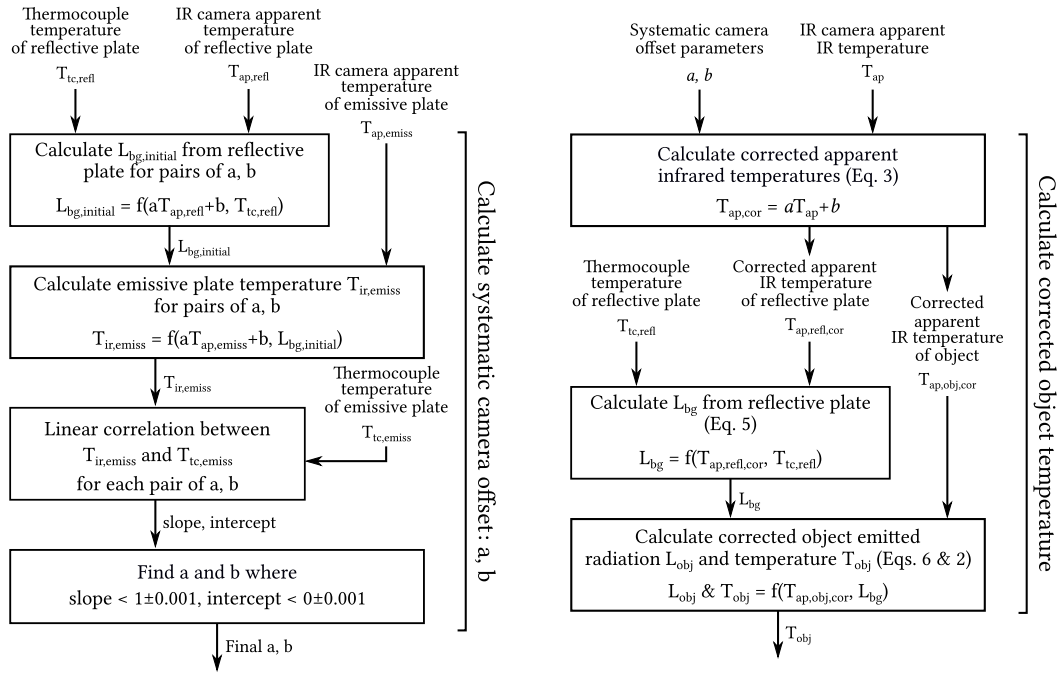 Thermocouple
temperature
of reflective plate
T_tc,refl
IR camera apparent
temperature
of reflective plate
T_ap,refl
IR camera apparent
temperature
of emissive plate
T_ap,emiss
Calculate L_bg,initial from reflective
plate for pairs of a, b
L_bg,initial = f(aT_ap,refl+b, T_tc,refl)
L_bg,initial
Calculate emissive plate temperature T_ir,emiss
for pairs of a, b
T_ir,emiss = f(aT_ap,emiss+b, L_bg,initial)
T_ir,emiss
Thermocouple
temperature
of emissive plate
T_tc,emiss
Linear correlation between
T_ir,emiss and T_tc,emiss
for each pair of a, b
slope, intercept
Find a and b where
slope < 1±0.001, intercept < 0±0.001
Final a, b
Calculate systematic camera offset: a, b
Systematic camera
offset parameters
a, b
IR camera apparent
IR temperature
T_ap
Calculate corrected apparent
infrared temperatures (Eq. 3)
T_ap,cor = aT_ap+b
Thermocouple
temperature
of reflective plate
T_tc,refl
Corrected apparent
IR temperature
of reflective plate
T_ap,refl,cor
Corrected
apparent
IR temperature
of object
T_ap,obj,cor
Calculate L_bg from reflective plate
(Eq. 5)
L_bg = f(T_ap,refl,cor, T_tc,refl)
L_bg
Calculate corrected object emitted
radiation L_obj and temperature T_obj (Eqs. 6 & 2)
L_obj & T_obj = f(T_ap,obj,cor, L_bg)
T_obj
Calculate corrected object temperature